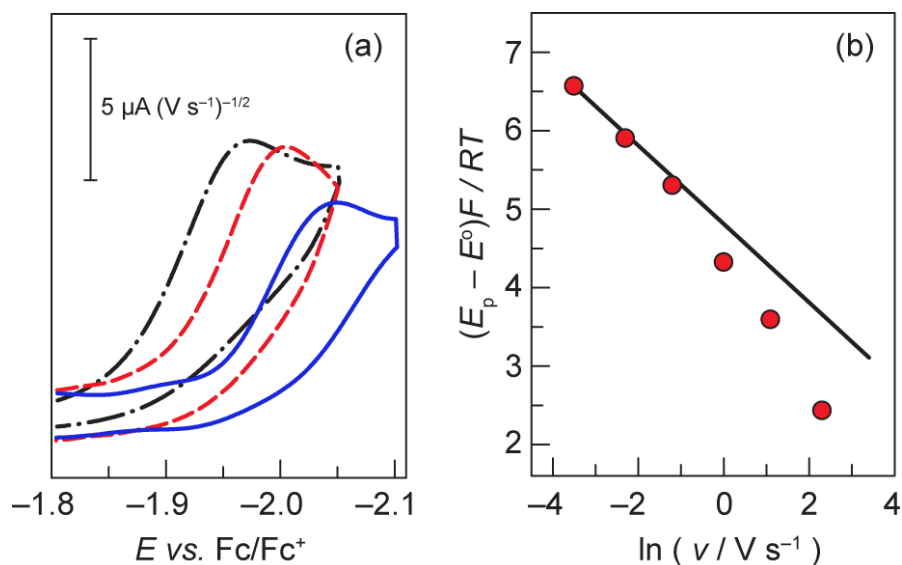 (a)
5 µA (V s⁻¹)⁻¹/²
–1.8 –1.9 –2.0 –2.1
E vs. Fc/Fc⁺
(b)
7
6
5
4
3
2
(Eₚ – Eº)F / RT
–4 –2 0 2 4
ln ( v / V s⁻¹ )